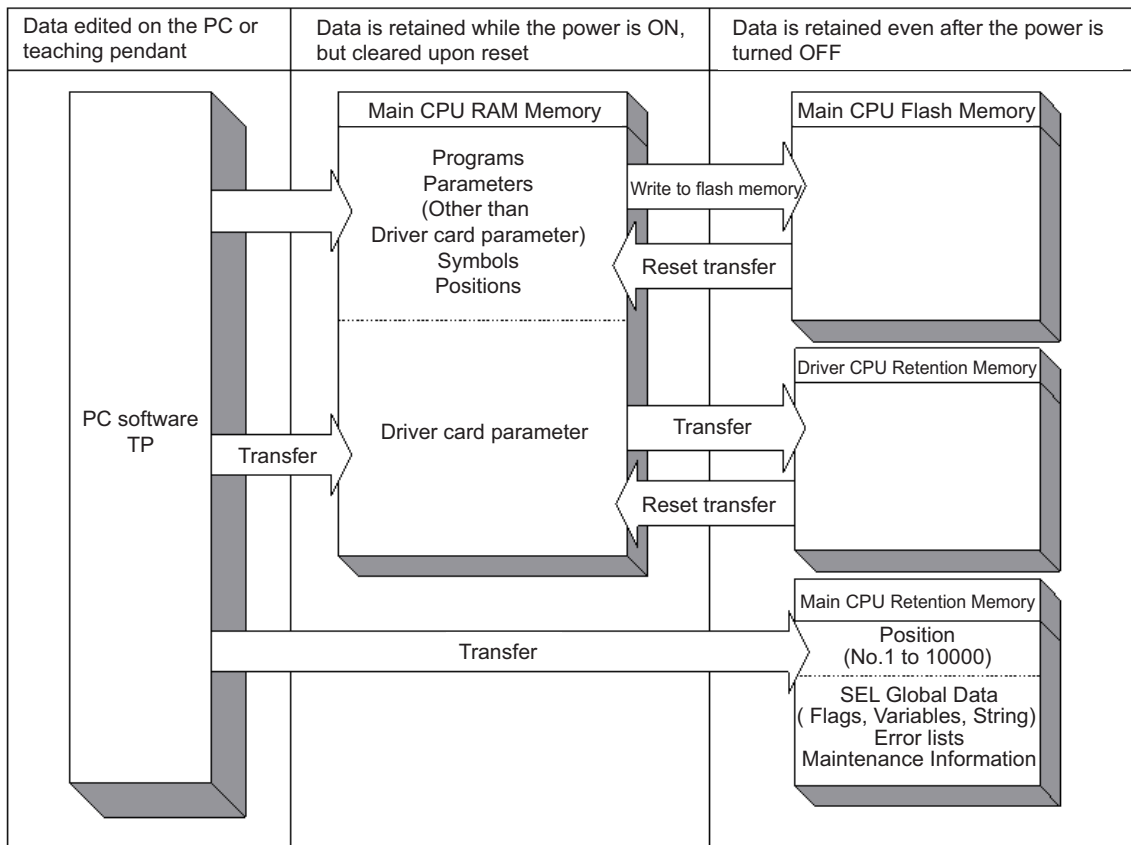 Data edited on the PC or
teaching pendant
Data is retained while the power is ON,
but cleared upon reset
Data is retained even after the power is
turned OFF
PC software
TP
Transfer
Main CPU RAM Memory
Programs
Parameters
(Other than
Driver card parameter)
Symbols
Positions
Driver card parameter
Write to flash memory
Reset transfer
Transfer
Reset transfer
Transfer
Main CPU Flash Memory
Driver CPU Retention Memory
Main CPU Retention Memory
Position
(No.1 to 10000)
SEL Global Data
( Flags, Variables, String)
Error lists
Maintenance Information